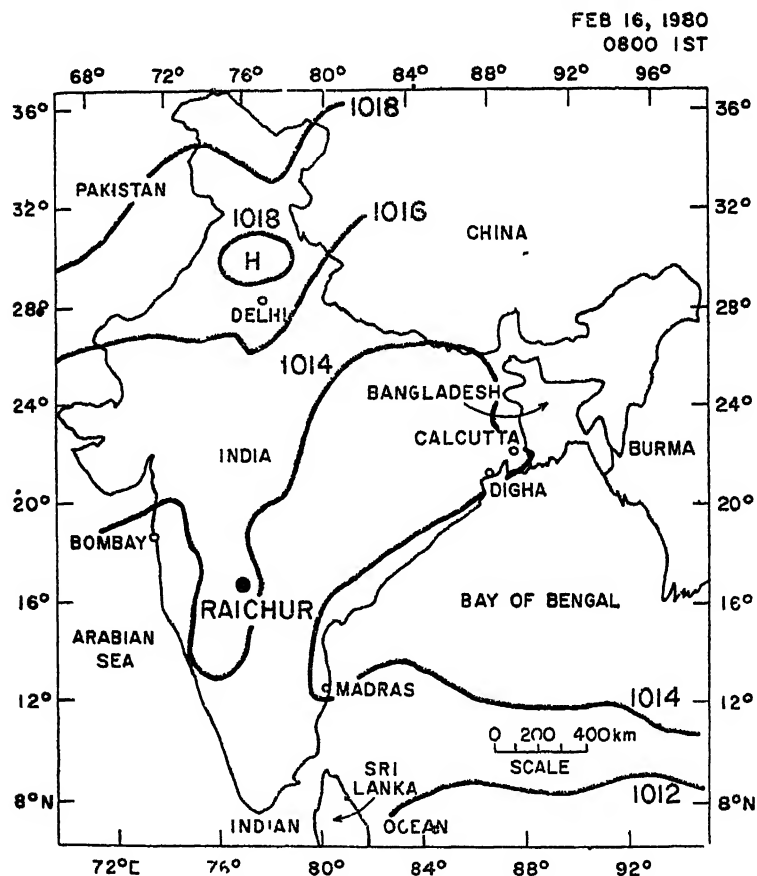 FEB 16, 1980
0800 IST
68° 72° 76° 80° 84° 88° 92° 96°
36° 1018 36°
PAKISTAN
32° 1018 1016 32°
CHINA
H
28° DELHI 28°
1014
BANGLADESH
24° 24°
CALCUTTA
INDIA BURMA
DIGHA
20° 20°
BOMBAY
RAICHUR
16° BAY OF BENGAL 16°
ARABIAN
SEA
12° MADRAS 1014 12°
0 200 400km
SCALE
SRI
LANKA
8° 1012 8°N
INDIAN OCEAN
72°E 76° 80° 84° 88° 92°